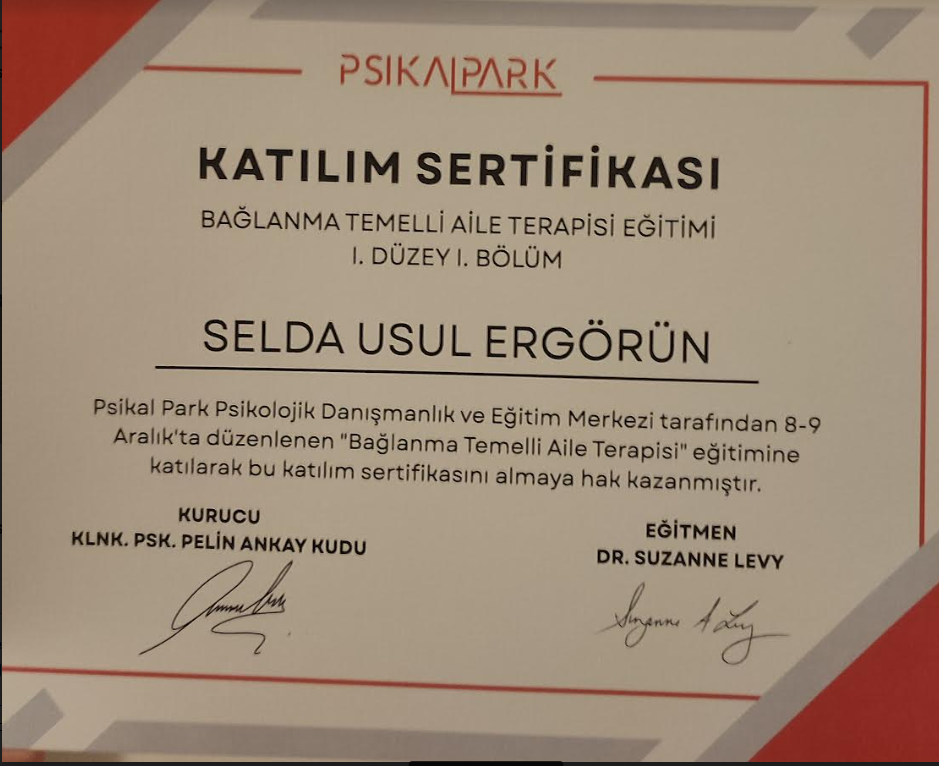 PSIKALPARK
KATILIM SERTİFİKASI
BAĞLANMA TEMELLİ AİLE TERAPİSİ EĞİTİMİ
I. DÜZEY I. BÖLÜM
SELDA USUL ERGÖRÜN
Psikal Park Psikolojik Danışmanlık ve Eğitim Merkezi tarafından 8-9
Aralık'ta düzenlenen "Bağlanma Temelli Aile Terapisi" eğitimine
katılarak bu katılım sertifikasını almaya hak kazanmıştır.
KURUCU
KLNK. PSK. PELİN ANKAY KUDU
EĞİTMEN
DR. SUZANNE LEVY
Suzanne A Levy